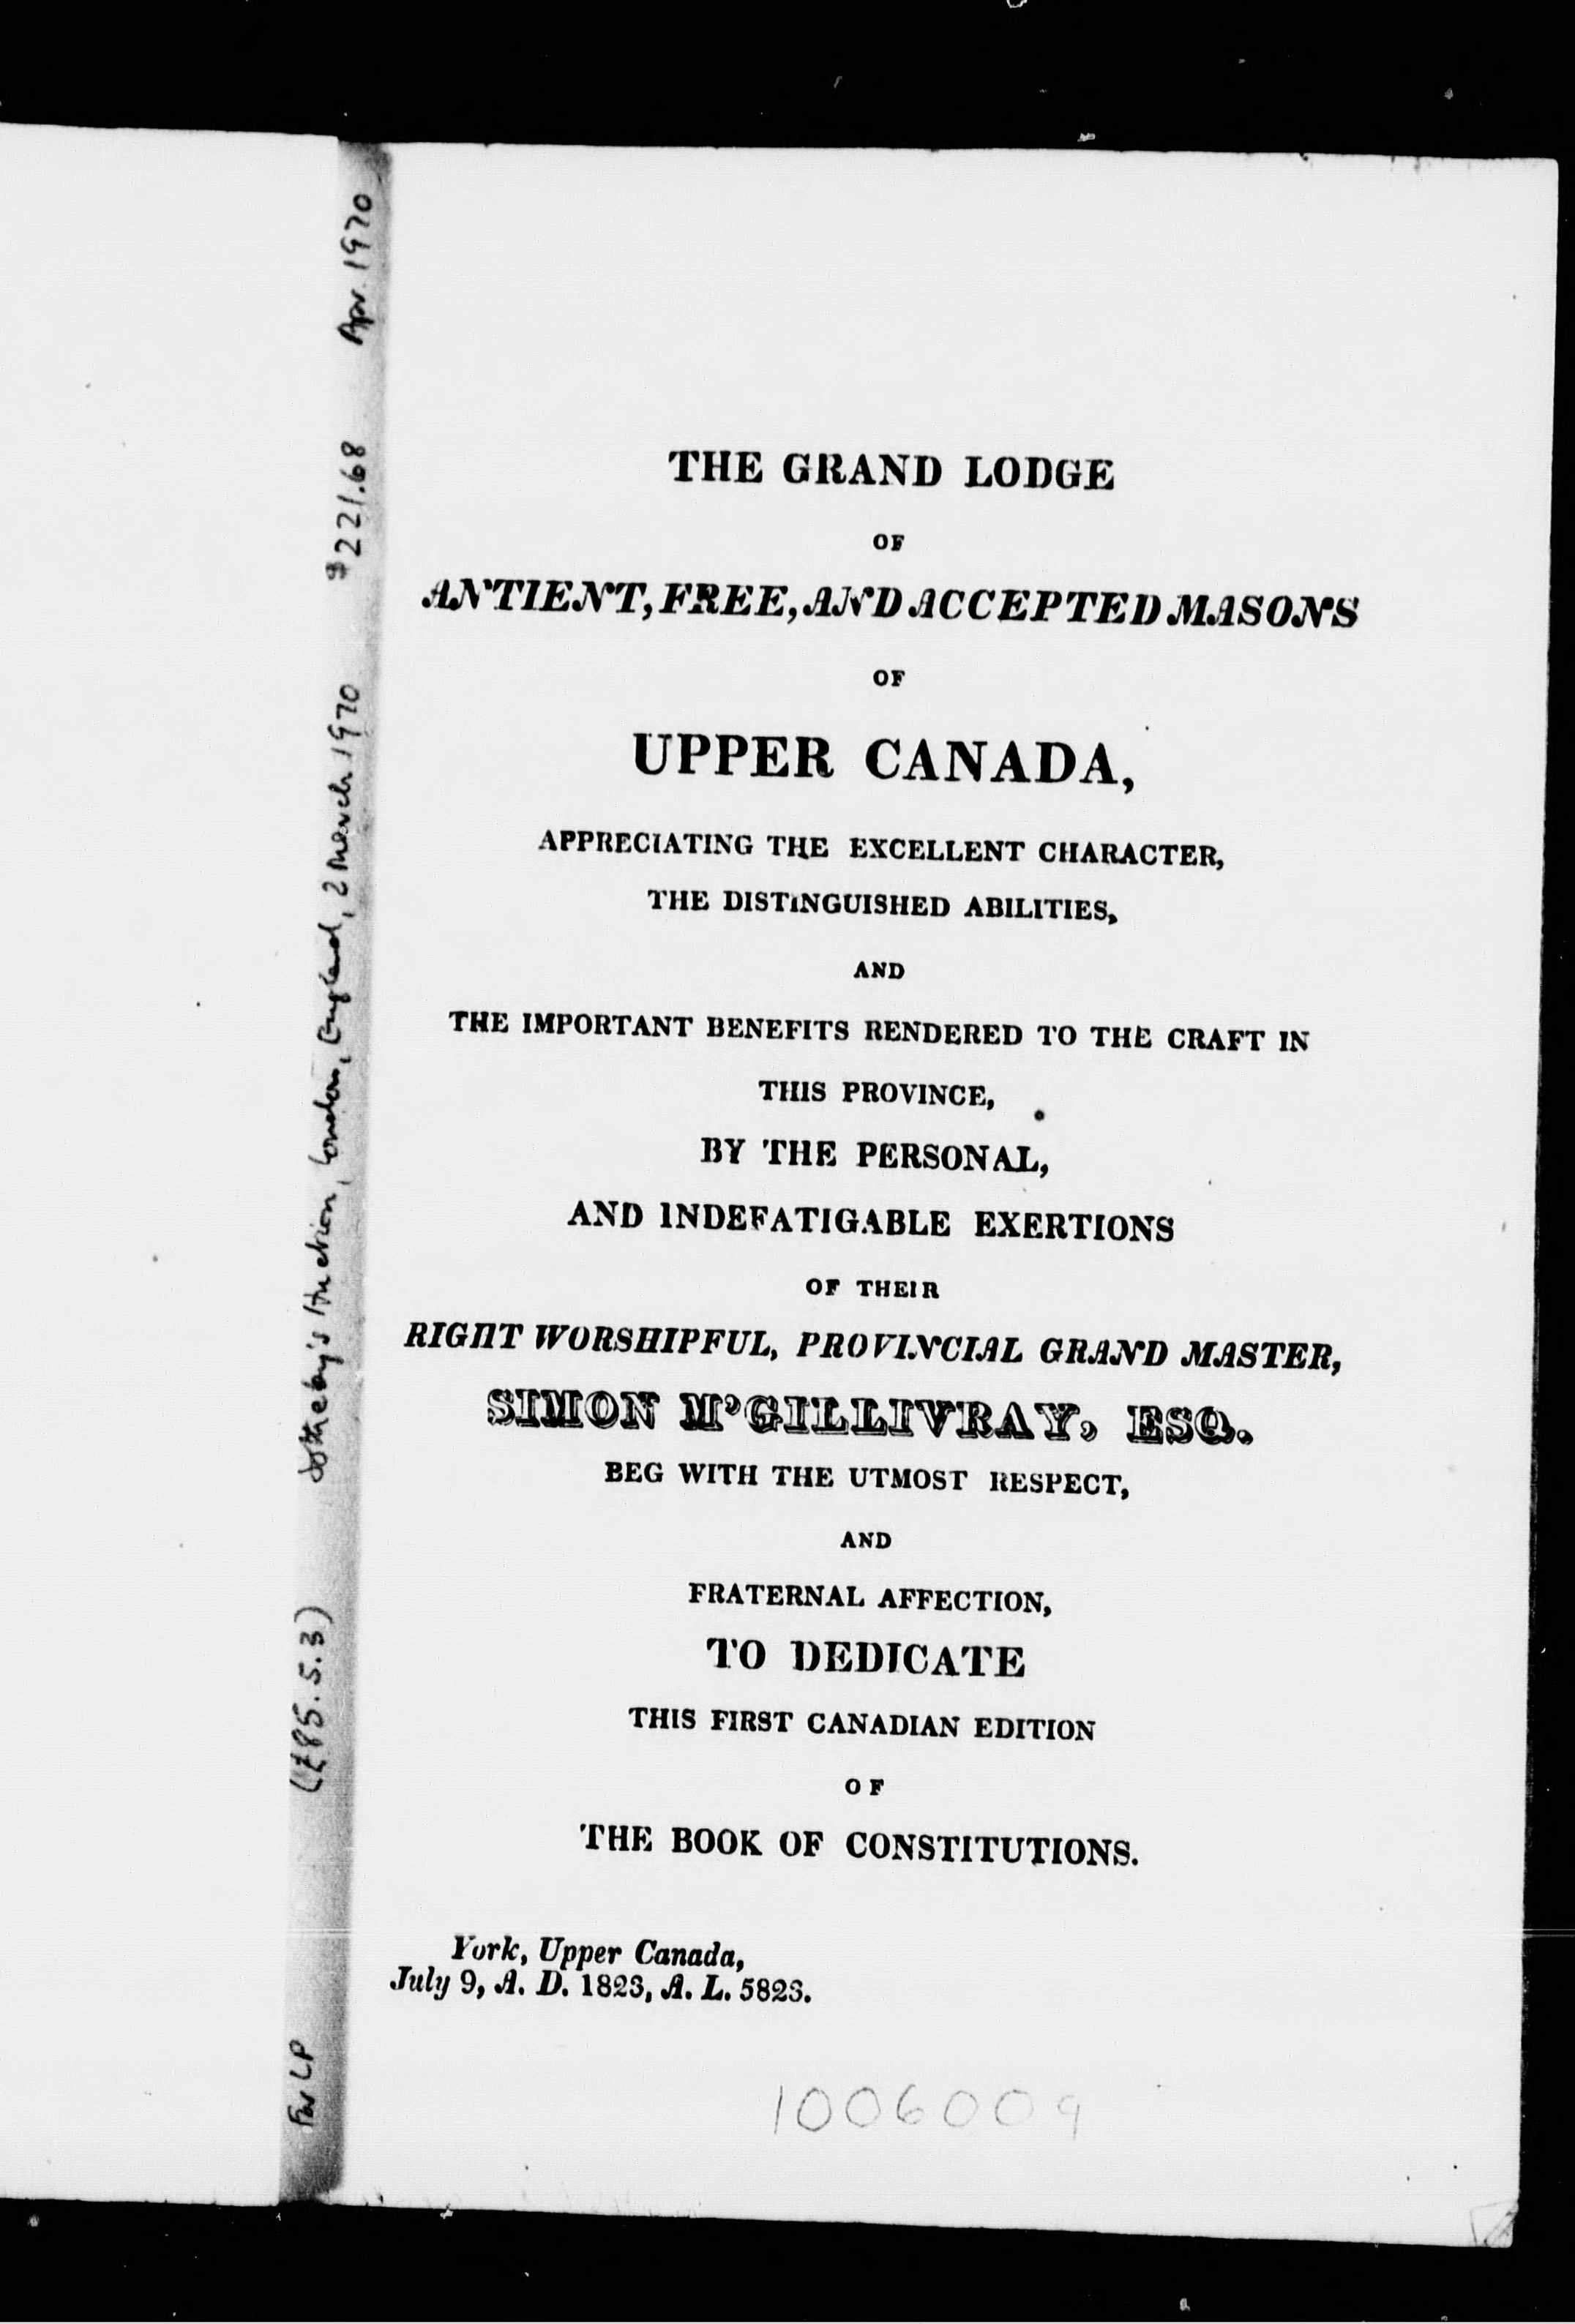 THE GRAND LODGE
OF
ANTIENT, FREE, AND ACCEPTED MASONS
OF
UPPER CANADA,
APPRECIATING THE EXCELLENT CHARACTER,
THE DISTINGUISHED ABILITIES,
AND
THE IMPORTANT BENEFITS RENDERED TO THE CRAFT IN
THIS PROVINCE,
BY THE PERSONAL,
AND INDEFATIGABLE EXERTIONS
OF THEIR
RIGHT WORSHIPFUL, PROVINCIAL GRAND MASTER,
SIMON M'GILLIVRAY, ESQ.
BEG WITH THE UTMOST RESPECT,
AND
FRATERNAL AFFECTION,
TO DEDICATE
THIS FIRST CANADIAN EDITION
OF
THE BOOK OF CONSTITUTIONS.
York, Upper Canada,
July 9, A. D. 1823, A. L. 5823.
1006009
For LP (£85.5.3) Sotheby's Auction, London, England, 2 March 1970 $221.68 Apr. 1970